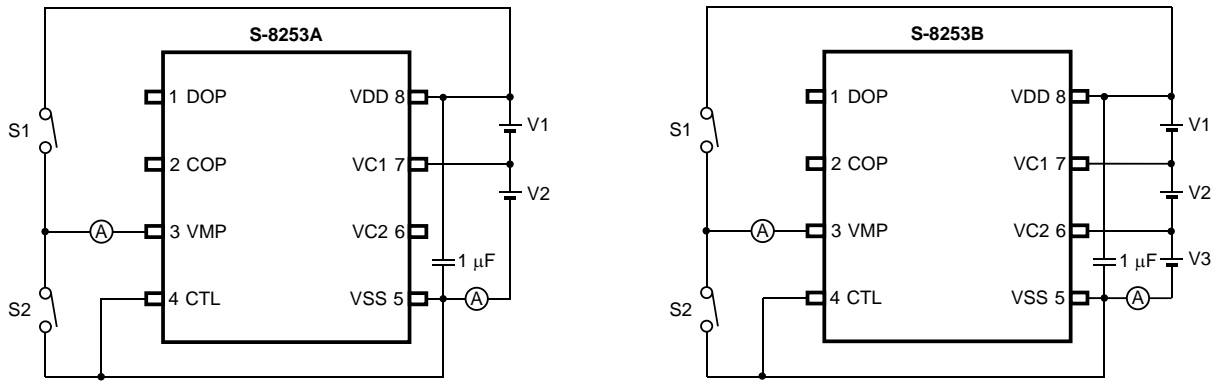 S-8253A
S1
S2
1 DOP
2 COP
3 VMP
4 CTL
VDD 8
VC1 7
VC2 6
VSS 5
A
A
V1
V2
1 μF
S-8253B
S1
S2
1 DOP
2 COP
3 VMP
4 CTL
VDD 8
VC1 7
VC2 6
VSS 5
A
A
V1
V2
V3
1 μF